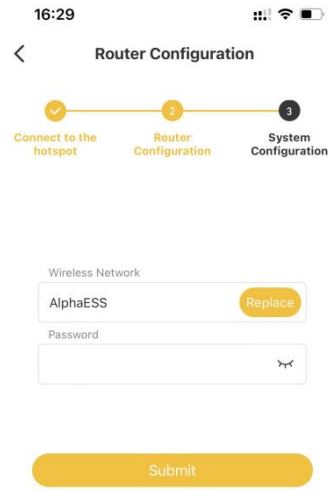 16:29
Router Configuration
2
3
Connect to the
hotspot
Router
Configuration
System
Configuration
Wireless Network
AlphaESS
Replace
Password
Submit